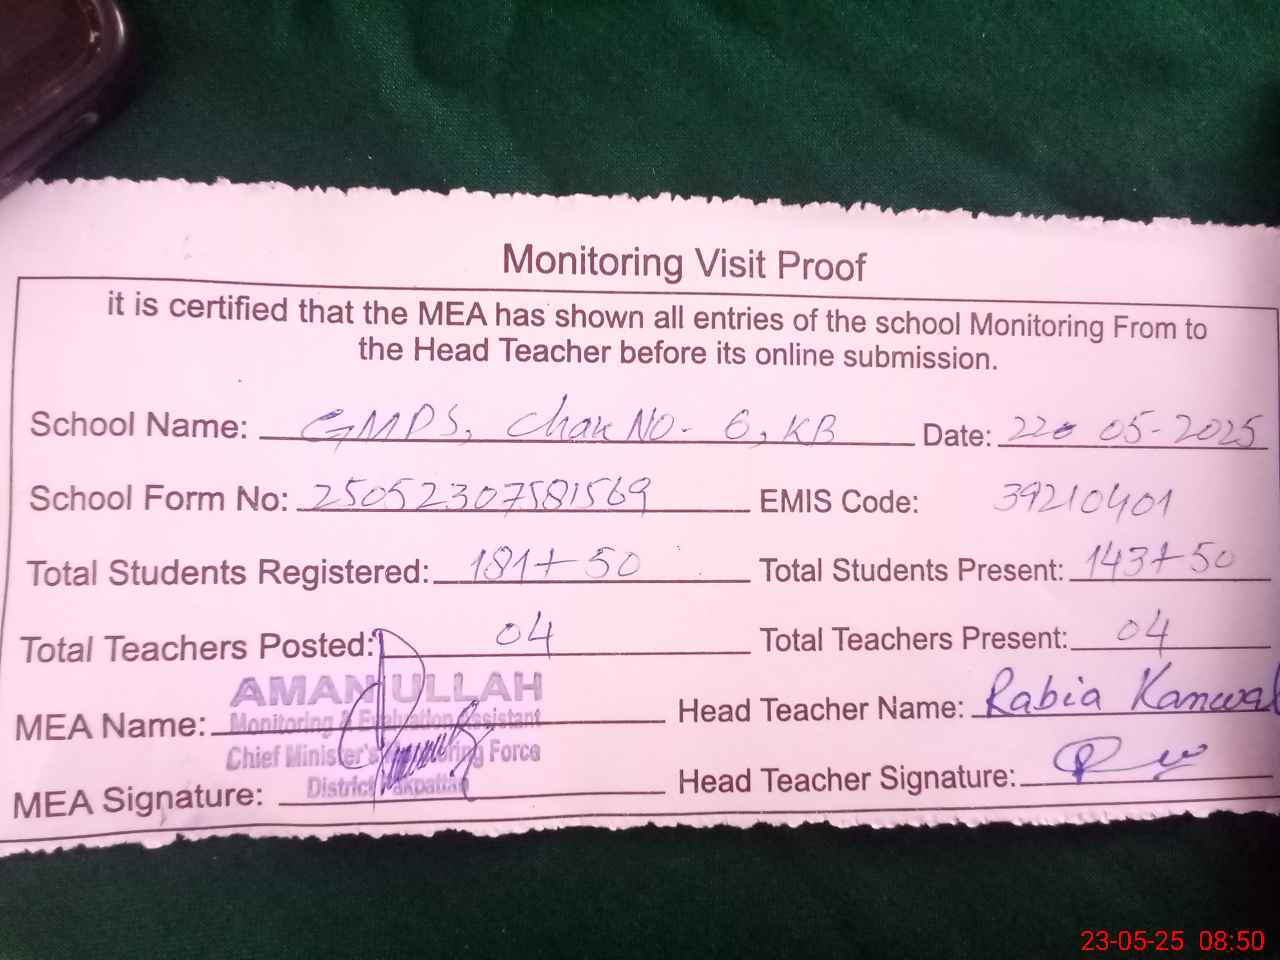 Monitoring Visit Proof
it is certified that the MEA has shown all entries of the school Monitoring From to
the Head Teacher before its online submission.
School Name: GMPS, Chak No- 6, KB Date: 22 05-2025
School Form No: 25052307581569 EMIS Code: 39210401
Total Students Registered: 181+50 Total Students Present: 143+50
Total Teachers Posted: 04 Total Teachers Present: 04
AMAN ULLAH
MEA Name: Monitoring & Evaluation Assistant Head Teacher Name: Rabia Kanwal
Chief Minister's Monitoring Force
District Pakpattan
MEA Signature: Head Teacher Signature:
23-05-25 08:50